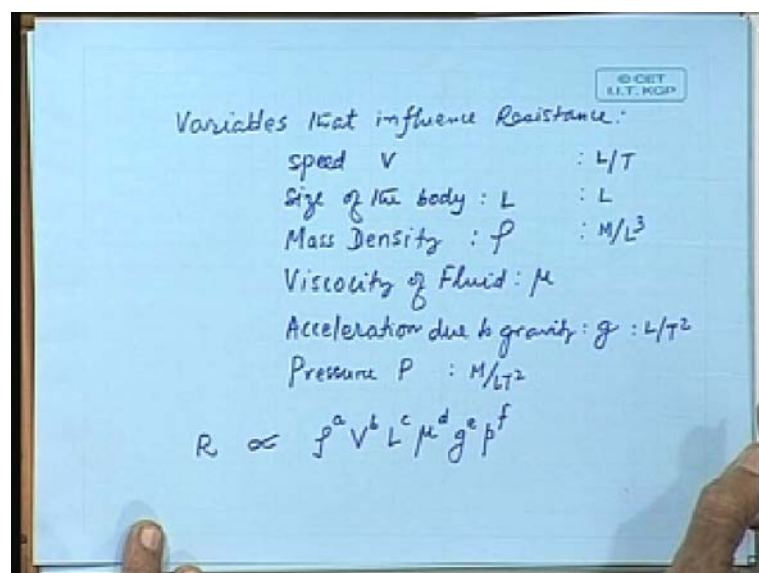 © CET
I.I.T. KGP
Variables that influence Resistance:
speed V : L/T
Size of the body : L : L
Mass Density : ρ : M/L³
Viscocity of Fluid : μ
Acceleration due to gravity : g : L/T²
Pressure P : M/LT²
R ∝ ρᵃ Vᵇ Lᶜ μᵈ gᵉ pᶠ